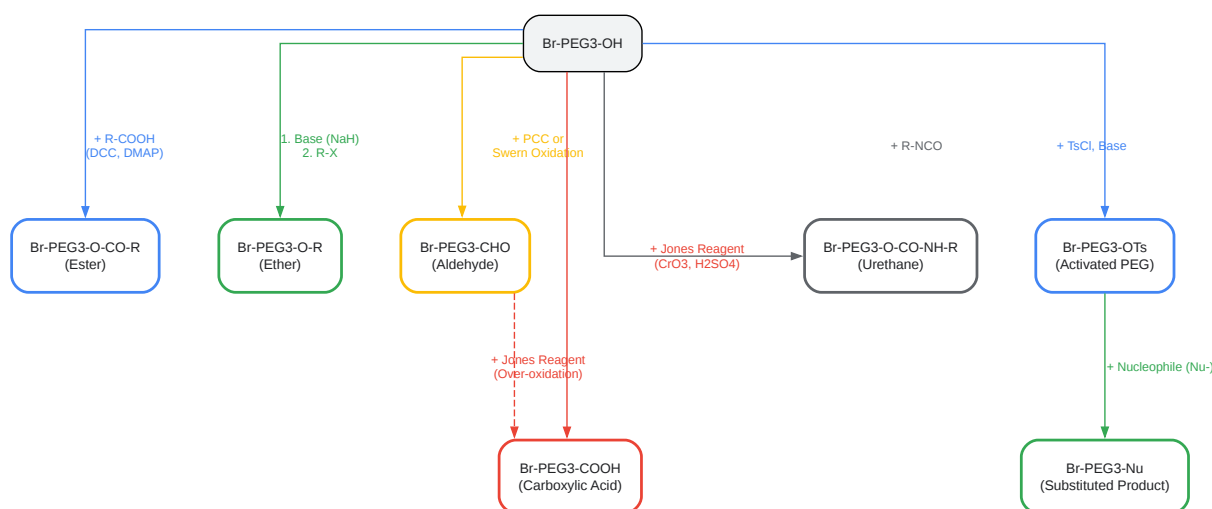 Br-PEG3-OH
+ R-COOH
(DCC, DMAP)
1. Base (NaH)
2. R-X
+ PCC or
Swern Oxidation
+ R-NCO
+ TsCl, Base
Br-PEG3-O-CO-R
(Ester)
Br-PEG3-O-R
(Ether)
Br-PEG3-CHO
(Aldehyde)
+ Jones Reagent
(CrO3, H2SO4)
Br-PEG3-O-CO-NH-R
(Urethane)
Br-PEG3-OTs
(Activated PEG)
+ Jones Reagent
(Over-oxidation)
+ Nucleophile (Nu-)
Br-PEG3-COOH
(Carboxylic Acid)
Br-PEG3-Nu
(Substituted Product)